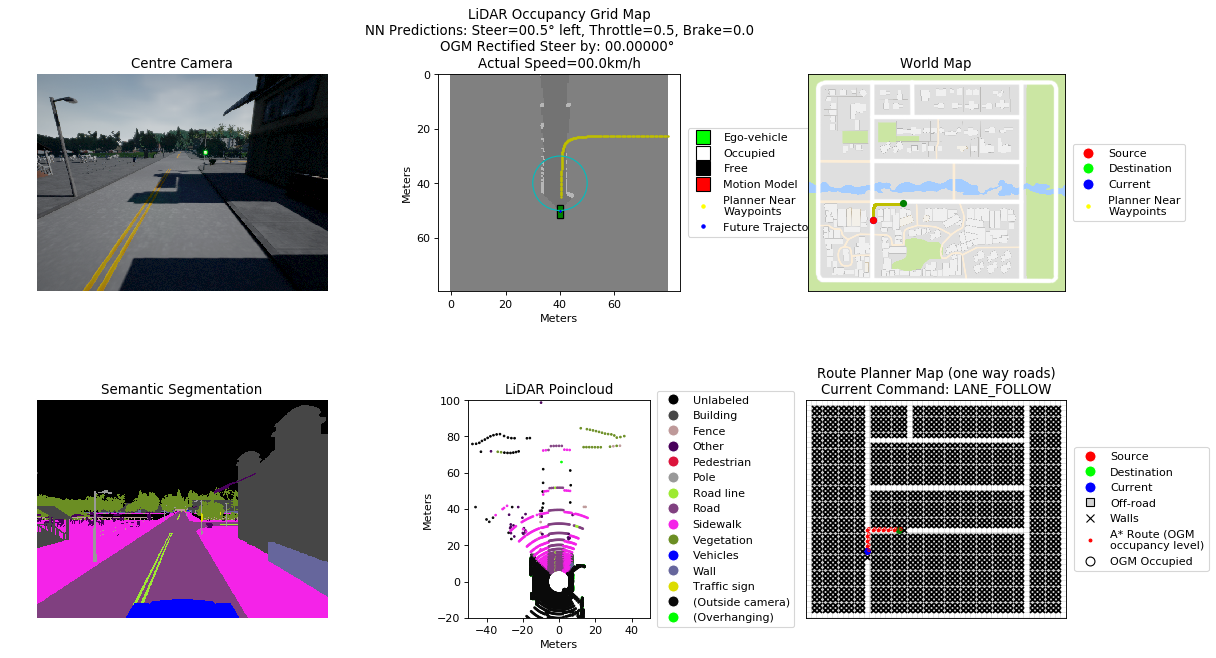 Centre Camera
LiDAR Occupancy Grid Map
NN Predictions: Steer=00.5° left, Throttle=0.5, Brake=0.0
OGM Rectified Steer by: 00.00000°
Actual Speed=00.0km/h
0
20
40
60
Meters
0
20
40
60
Meters
Ego-vehicle
Occupied
Free
Motion Model
Planner Near
Waypoints
Future Trajecto
World Map
Source
Destination
Current
Planner Near
Waypoints
Semantic Segmentation
LiDAR Poincloud
100
80
60
40
20
0
−20
Meters
−40
−20
0
20
40
Meters
Unlabeled
Building
Fence
Other
Pedestrian
Pole
Road line
Road
Sidewalk
Vegetation
Vehicles
Wall
Traffic sign
(Outside camera)
(Overhanging)
Route Planner Map (one way roads)
Current Command: LANE_FOLLOW
Source
Destination
Current
Off-road
Walls
A* Route (OGM
occupancy level)
OGM Occupied